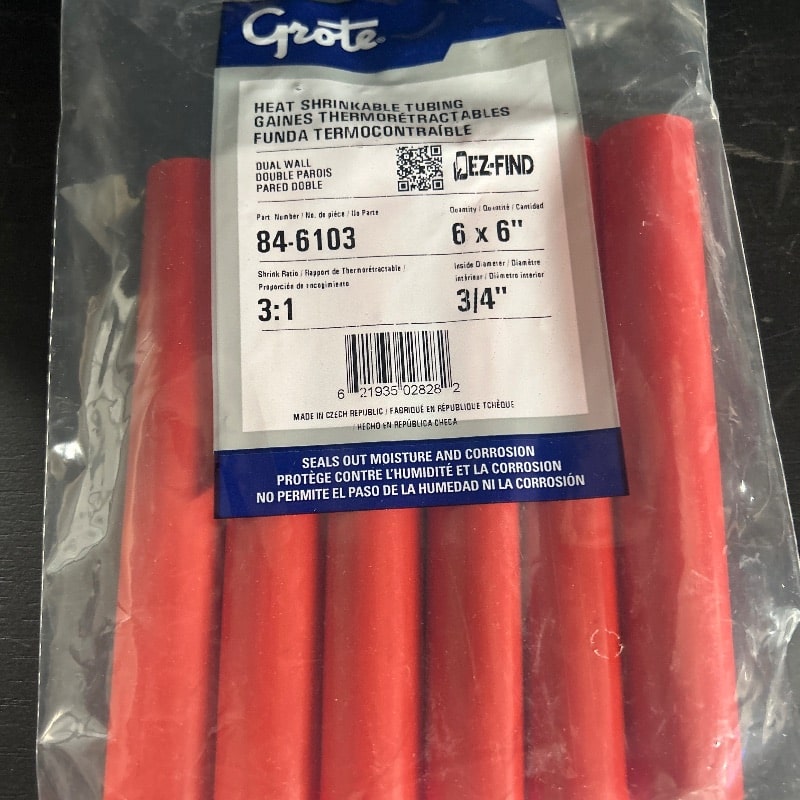 Grote
HEAT SHRINKABLE TUBING
GAINES THERMORÉTRACTABLES
FUNDA TERMOCONTRAÍBLE
DUAL WALL
DOUBLE PAROIS
PARED DOBLE
EZ-FIND
Part Number / No. de pièce / No Parte
84-6103
Quantity / Quantité / Cantidad
6 x 6"
Shrink Ratio / Rapport de Thermorétractable /
Proporción de encogimiento
3:1
Inside Diameter / Diamètre
intérieur / Diámetro interior
3/4"
6 21935 02828 2
MADE IN CZECH REPUBLIC / FABRIQUÉ EN RÉPUBLIQUE TCHÈQUE
/ HECHO EN REPÚBLICA CHECA
SEALS OUT MOISTURE AND CORROSION
PROTÈGE CONTRE L'HUMIDITÉ ET LA CORROSION
NO PERMITE EL PASO DE LA HUMEDAD NI LA CORROSIÓN